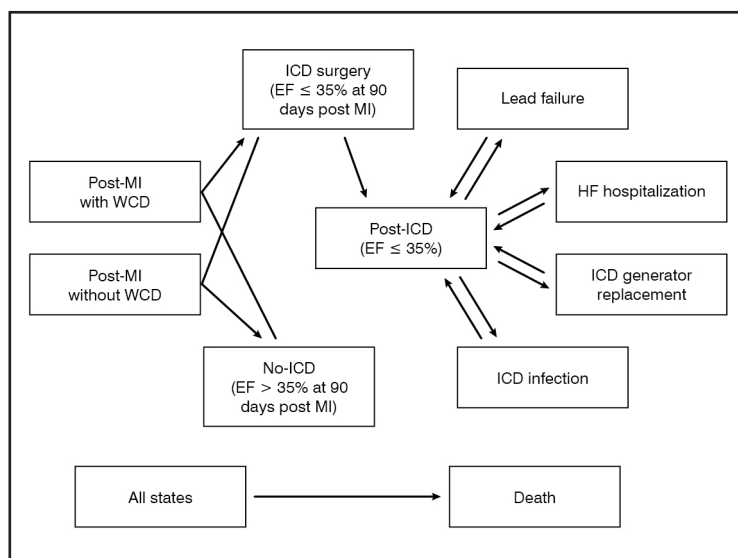 ICD surgery
(EF ≤ 35% at 90
days post MI)
Lead failure
Post-MI
with WCD
HF hospitalization
Post-ICD
(EF ≤ 35%)
Post-MI
without WCD
ICD generator
replacement
No-ICD
(EF > 35% at 90
days post MI)
ICD infection
All states
Death